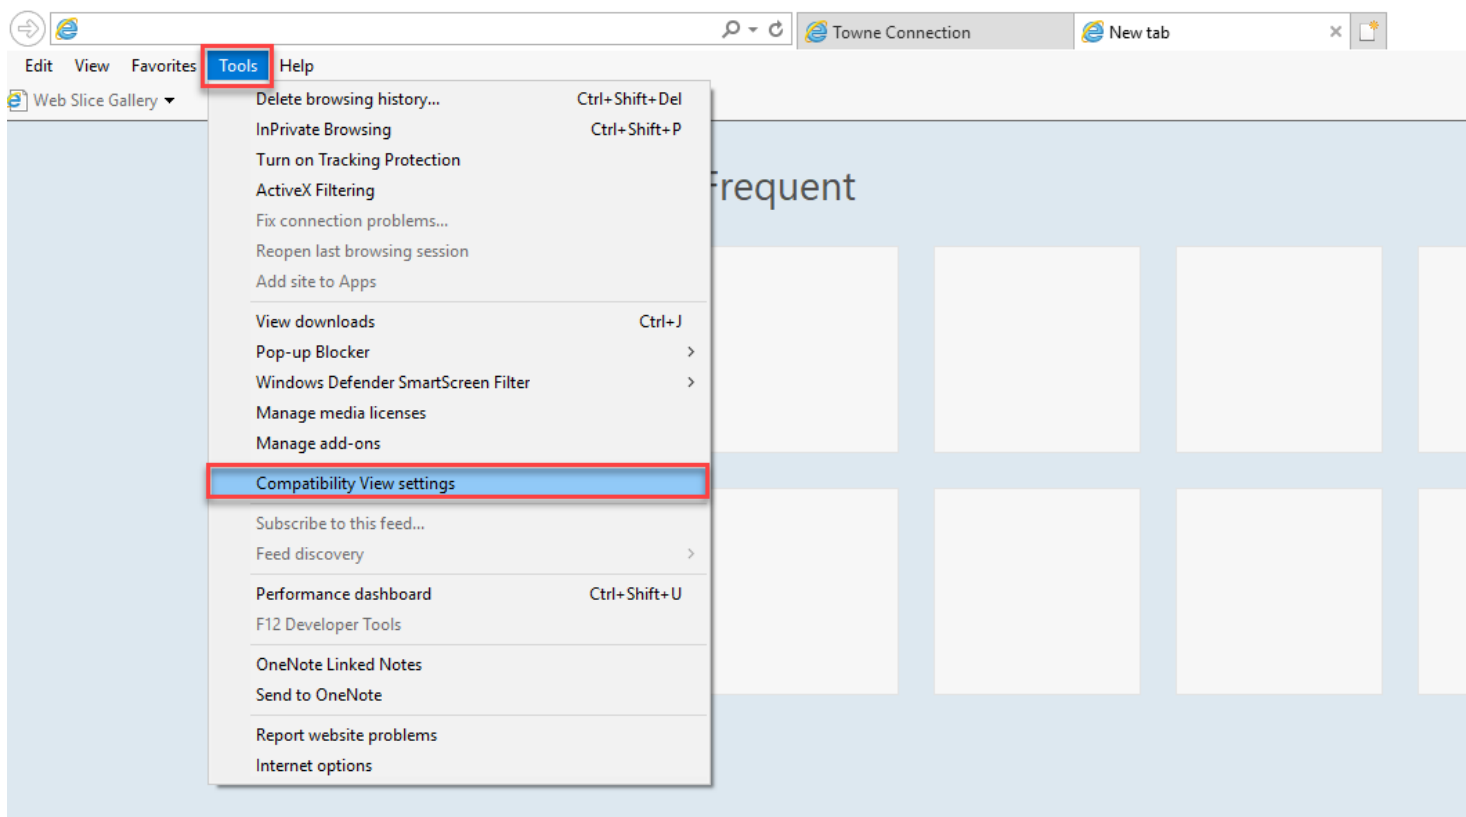 Towne Connection
New tab
Edit View Favorites Tools Help
Web Slice Gallery
Delete browsing history... Ctrl+Shift+Del
InPrivate Browsing Ctrl+Shift+P
Turn on Tracking Protection
ActiveX Filtering
Fix connection problems...
Reopen last browsing session
Add site to Apps
View downloads Ctrl+J
Pop-up Blocker
Windows Defender SmartScreen Filter
Manage media licenses
Manage add-ons
Compatibility View settings
Subscribe to this feed...
Feed discovery
Performance dashboard Ctrl+Shift+U
F12 Developer Tools
OneNote Linked Notes
Send to OneNote
Report website problems
Internet options
Frequent